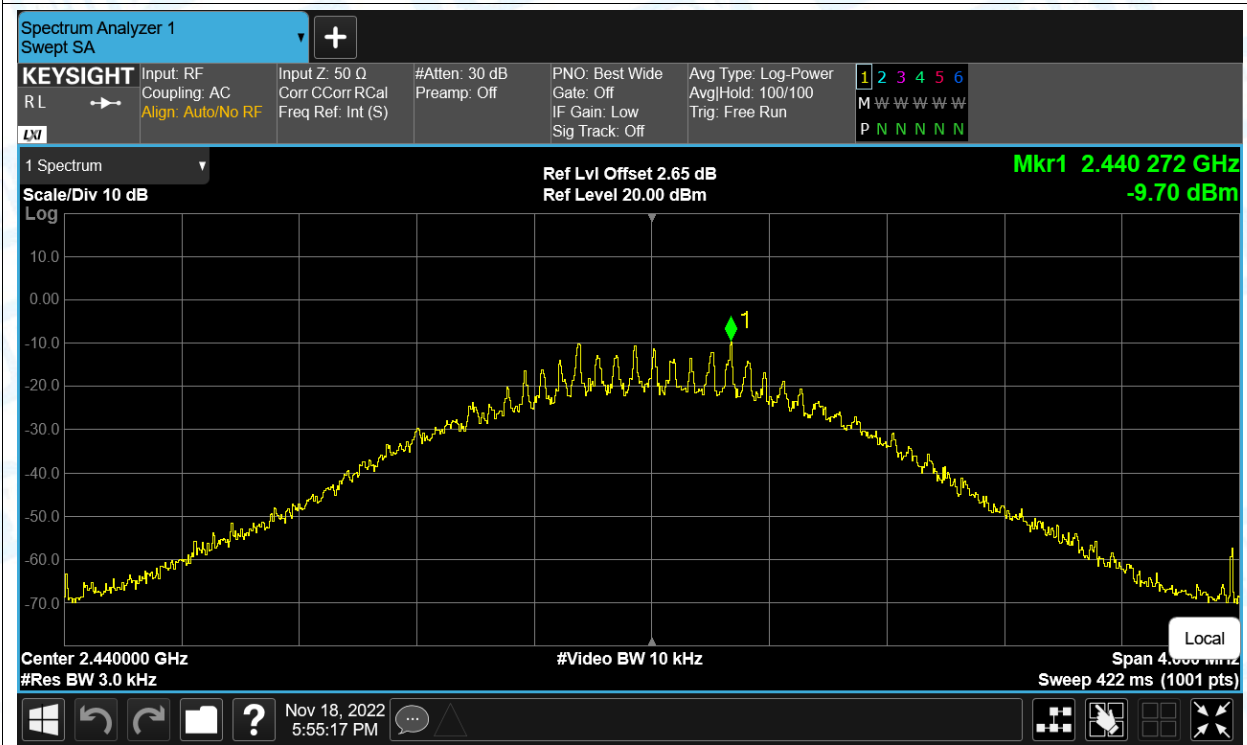 Spectrum Analyzer 1
Swept SA
KEYSIGHT
RL
LXI
Input: RF
Coupling: AC
Align: Auto/No RF
Input Z: 50 Ω
Corr CCorr RCal
Freq Ref: Int (S)
#Atten: 30 dB
Preamp: Off
PNO: Best Wide
Gate: Off
IF Gain: Low
Sig Track: Off
Avg Type: Log-Power
Avg|Hold: 100/100
Trig: Free Run
1 2 3 4 5 6
M W W W W W W
P N N N N N N
1 Spectrum
Scale/Div 10 dB
Log
Ref Lvl Offset 2.65 dB
Ref Level 20.00 dBm
Mkr1 2.440 272 GHz
-9.70 dBm
10.0
0.00
-10.0
-20.0
-30.0
-40.0
-50.0
-60.0
-70.0
1
Local
Center 2.440000 GHz
#Video BW 10 kHz
Span
#Res BW 3.0 kHz
Sweep 422 ms (1001 pts)
?
Nov 18, 2022
5:55:17 PM